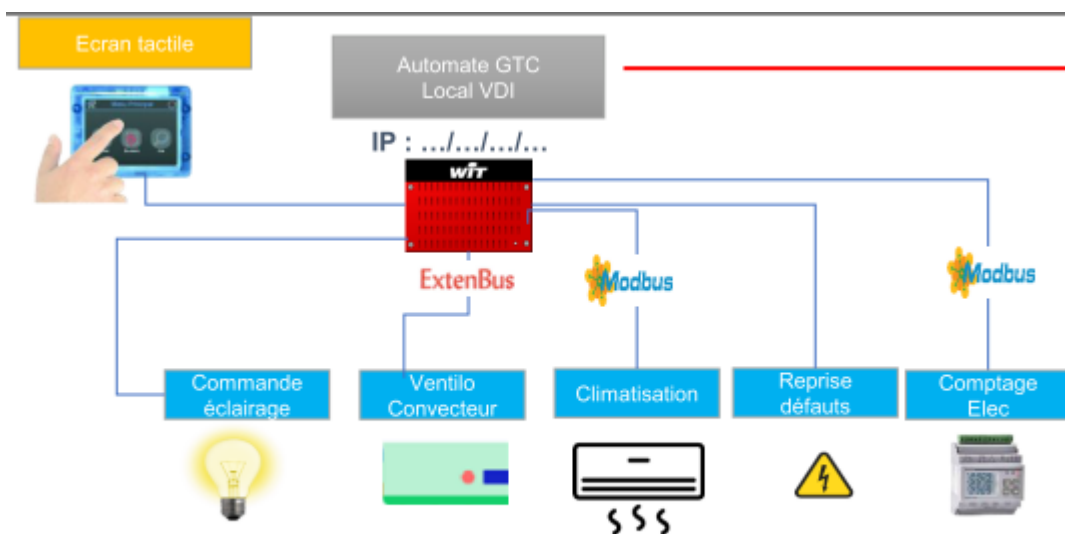 Ecran tactile
Automate GTC
Local VDI
IP : .../.../.../...
WiT
ExtenBus
Modbus
Modbus
Commande
éclairage
Ventilo
Convecteur
Climatisation
Reprise
défauts
Comptage
Elec